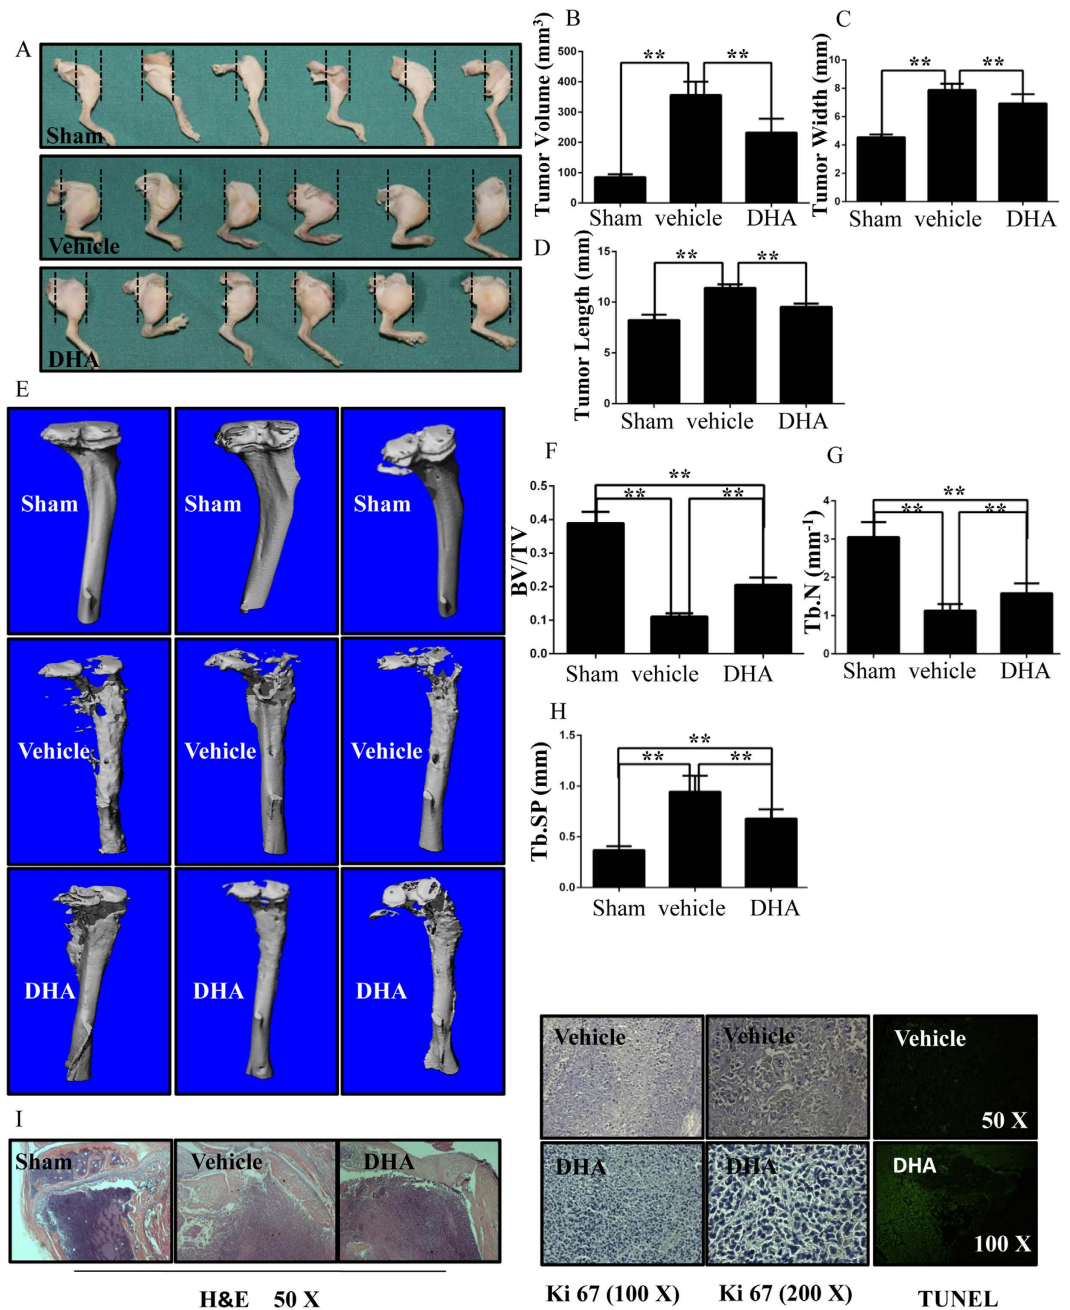 A
Sham
Vehicle
DHA
B
Tumor Volume (mm³)
500
400
300
200
100
0
**
**
Sham
vehicle
DHA
C
Tumor Width (mm)
10
8
6
4
2
0
**
**
Sham
vehicle
DHA
D
Tumor Length (mm)
15
10
5
0
**
**
Sham
vehicle
DHA
E
Sham
Sham
Sham
Vehicle
Vehicle
Vehicle
DHA
DHA
DHA
F
BV/TV
0.5
0.4
0.3
0.2
0.1
0.0
**
**
**
Sham
vehicle
DHA
G
Tb.N (mm⁻¹)
4
3
2
1
0
**
**
**
Sham
vehicle
DHA
H
Tb.SP (mm)
1.5
1.0
0.5
0.0
**
**
**
Sham
vehicle
DHA
I
Sham
Vehicle
DHA
H&E 50 X
Vehicle
Vehicle
Vehicle
50 X
DHA
DHA
DHA
100 X
Ki 67 (100 X)
Ki 67 (200 X)
TUNEL